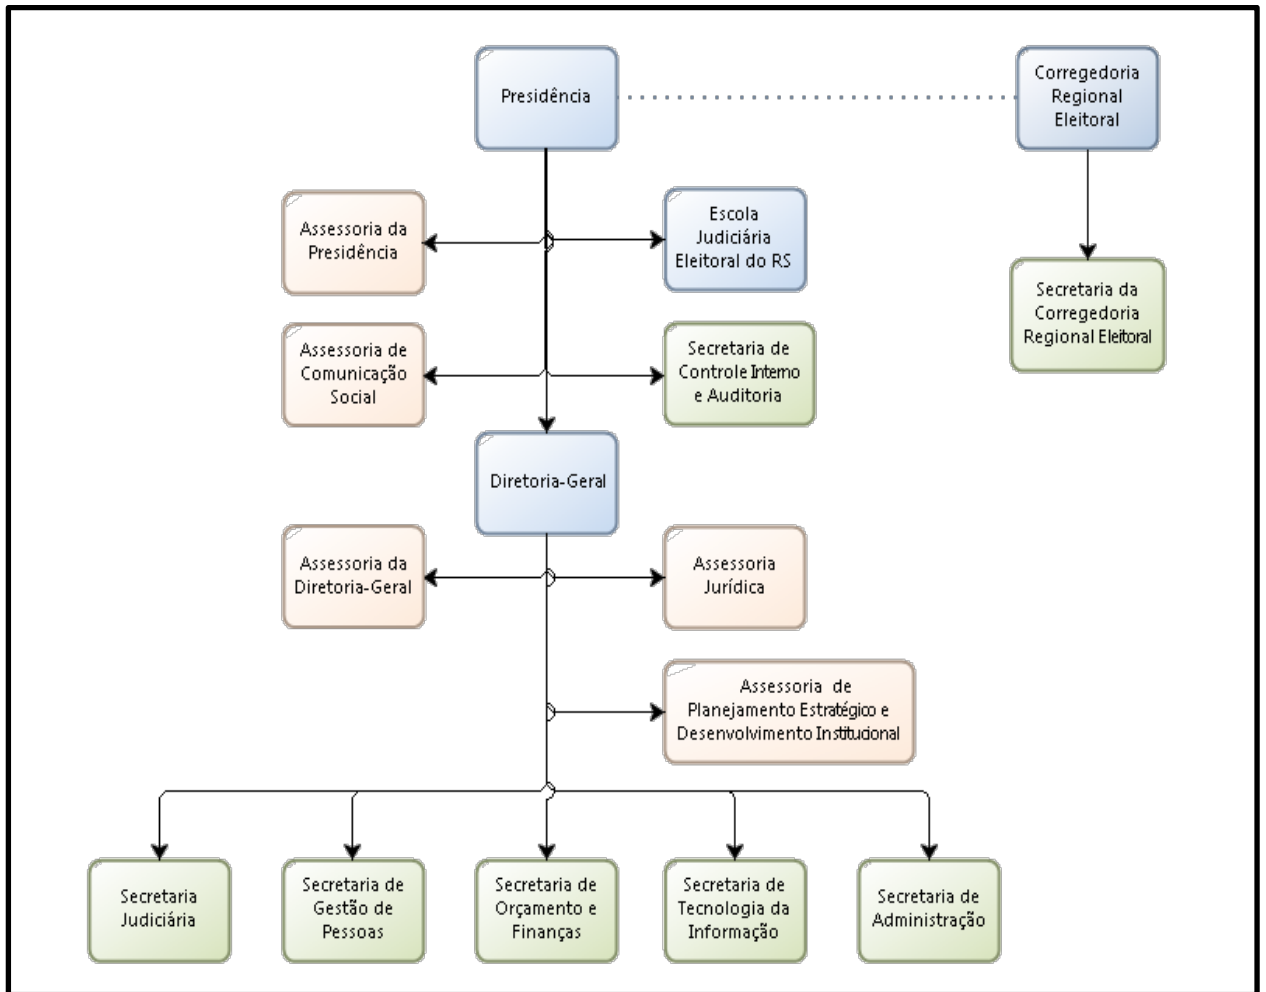 Presidência
Corregedoria
Regional
Eleitoral
Assessoria da
Presidência
Escola
Judiciária
Eleitoral do RS
Secretaria da
Corregedoria
Regional Eleitoral
Assessoria de
Comunicação
Social
Secretaria de
Controle Interno
e Auditoria
Diretoria-Geral
Assessoria da
Diretoria-Geral
Assessoria
Jurídica
Assessoria de
Planejamento Estratégico e
Desenvolvimento Institucional
Secretaria
Judiciária
Secretaria de
Gestão de
Pessoas
Secretaria de
Orçamento e
Finanças
Secretaria de
Tecnologia da
Informação
Secretaria de
Administração